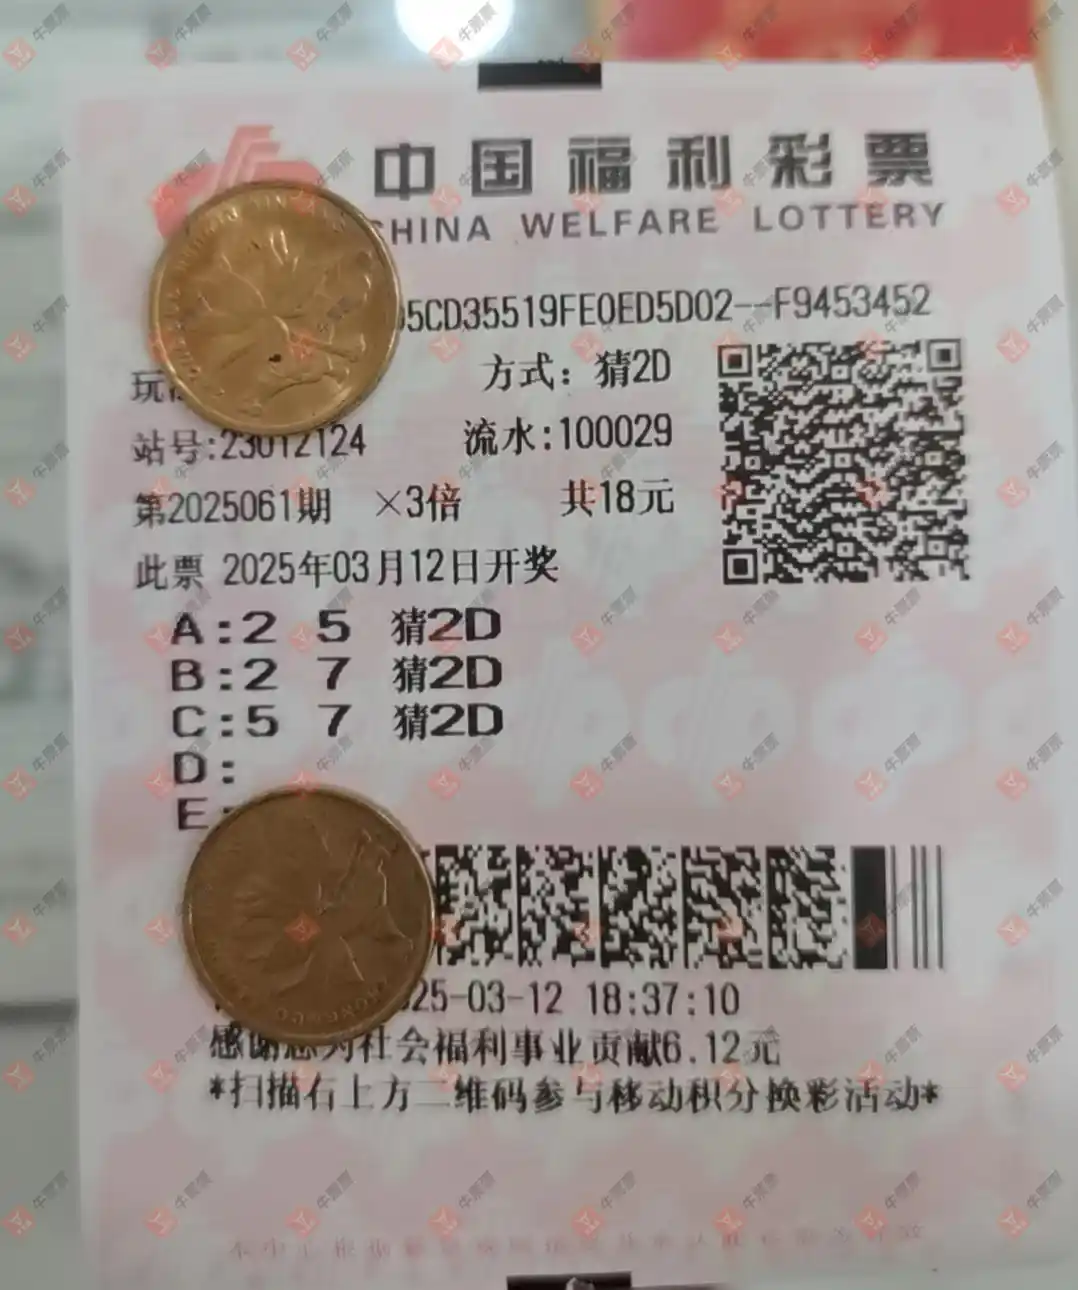 中国福利彩票
CHINA WELFARE LOTTERY
5CD35519FE0ED5D02--F9453452
玩 方式：猜2D
站号:23012124 流水:100029
第2025061期 ×3倍 共18元
此票 2025年03月12日开奖
A:2 5 猜2D
B:2 7 猜2D
C:5 7 猜2D
D:
E:
25-03-12 18:37:10
感谢您为社会福利事业贡献6.12元
*扫描右上方二维码参与移动积分换彩活动*
牛票票